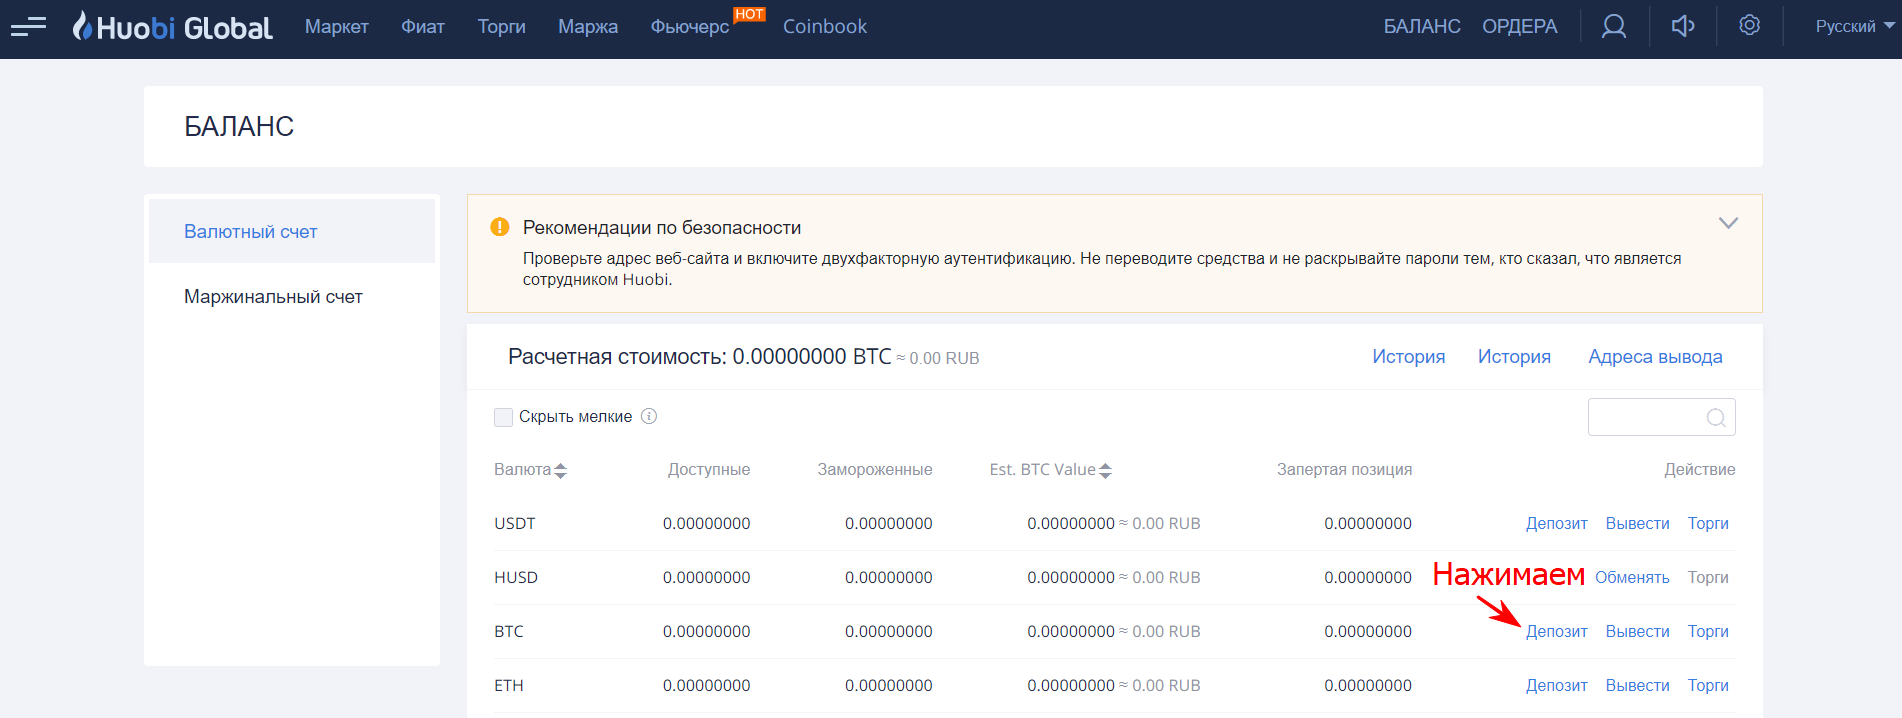 Huobi Global Маркет Фиат Торги Маржа Фьючерс HOT Coinbook БАЛАНС ОРДЕРА Русский
БАЛАНС
Валютный счет
Маржинальный счет
Рекомендации по безопасности
Проверьте адрес веб-сайта и включите двухфакторную аутентификацию. Не переводите средства и не раскрывайте пароли тем, кто сказал, что является
сотрудником Huobi.
Расчетная стоимость: 0.00000000 BTC ≈ 0.00 RUB История История Адреса вывода
Скрыть мелкие
Валюта Доступные Замороженные Est. BTC Value Запертая позиция Действие
USDT 0.00000000 0.00000000 0.00000000 ≈ 0.00 RUB 0.00000000 Депозит Вывести Торги
HUSD 0.00000000 0.00000000 0.00000000 ≈ 0.00 RUB 0.00000000 Нажимаем Обменять Торги
BTC 0.00000000 0.00000000 0.00000000 ≈ 0.00 RUB 0.00000000 Депозит Вывести Торги
ETH 0.00000000 0.00000000 0.00000000 ≈ 0.00 RUB 0.00000000 Депозит Вывести Торги